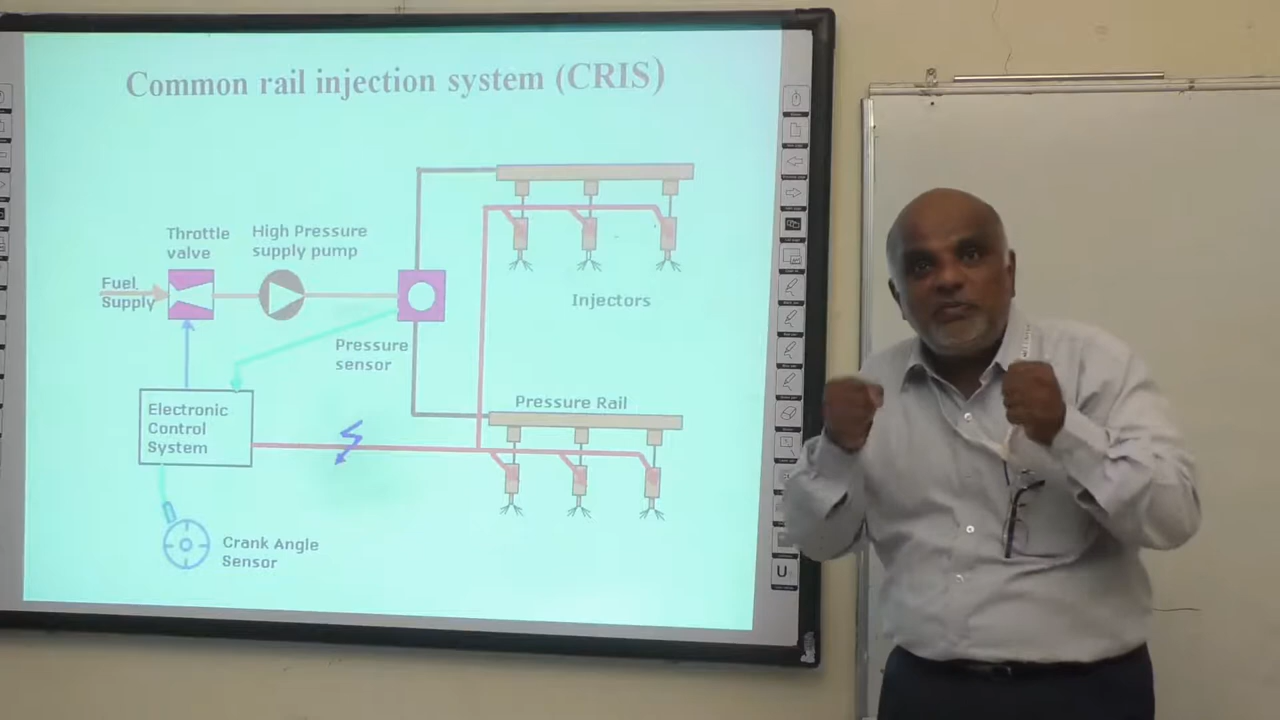 Common rail injection system (CRIS)
Throttle
valve
High Pressure
supply pump
Fuel
Supply
Injectors
Pressure
sensor
Pressure Rail
Electronic
Control
System
Crank Angle
Sensor
U